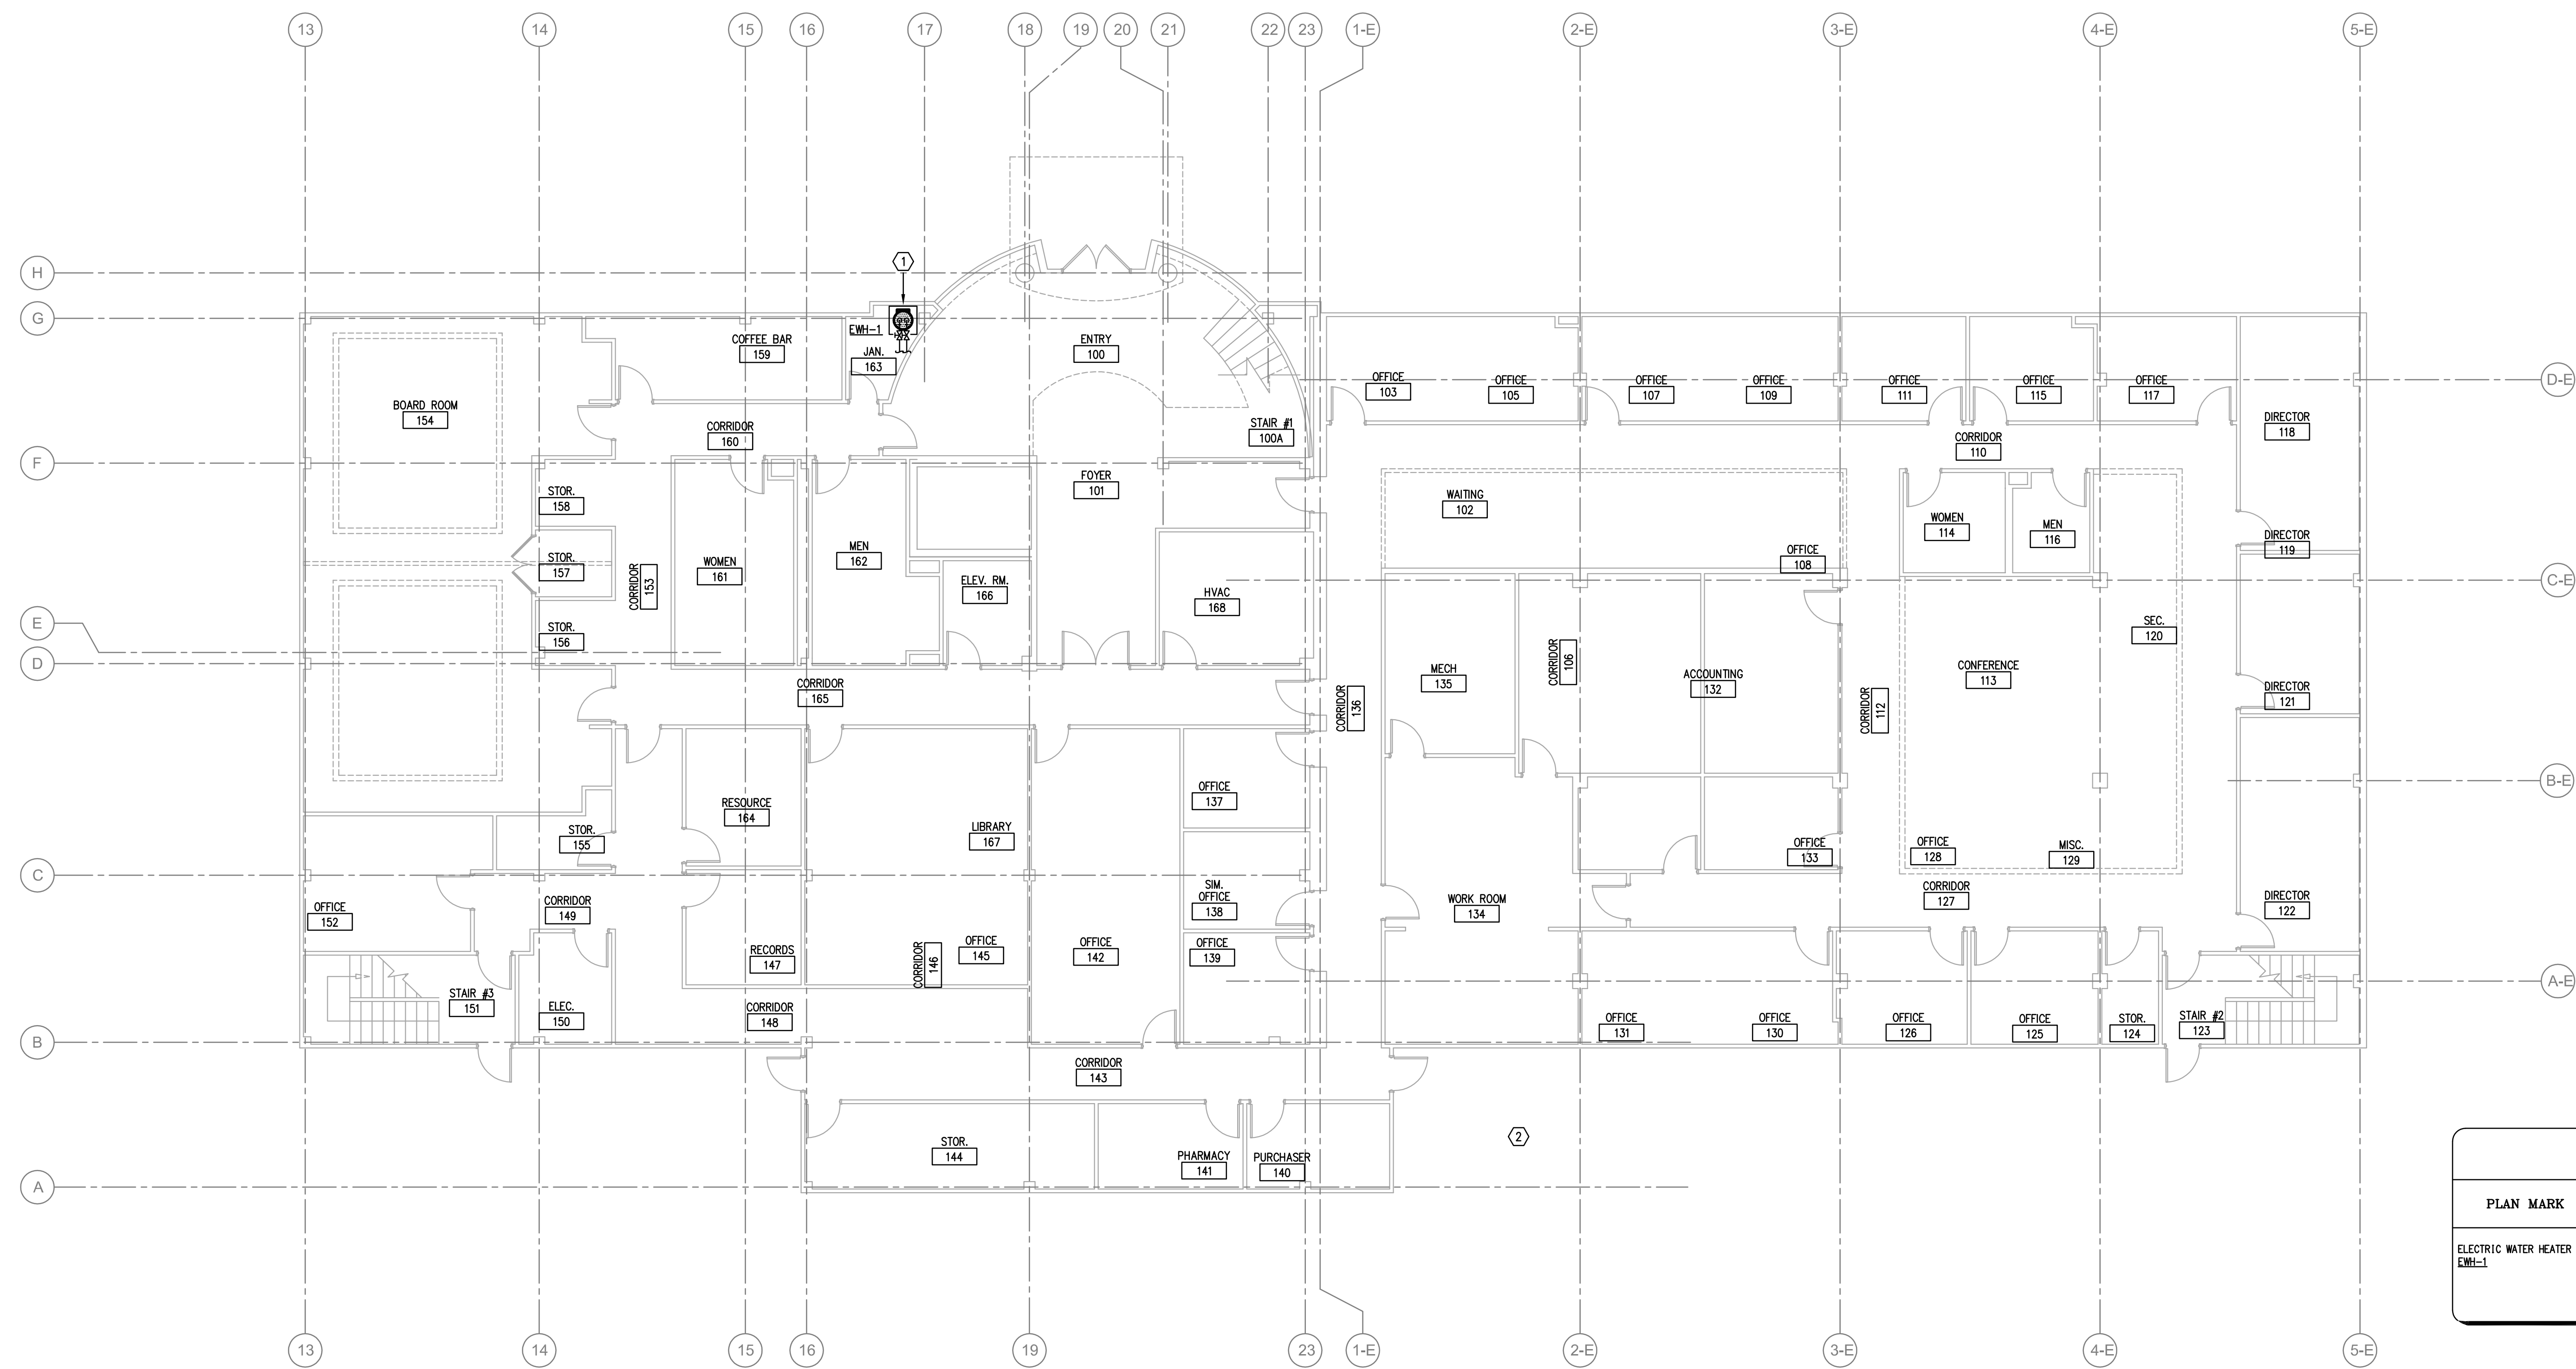 13
14
15
16
17
18
19
20
21
22
23
1-E
2-E
3-E
4-E
5-E
H
1
G
EWH-1
COFFEE BAR
159
JAN.
163
ENTRY
100
D-E
OFFICE
103
OFFICE
105
OFFICE
107
OFFICE
109
OFFICE
111
OFFICE
115
OFFICE
117
BOARD ROOM
154
DIRECTOR
118
CORRIDOR
160
STAIR #1
100A
CORRIDOR
110
F
FOYER
101
STOR.
158
WAITING
102
WOMEN
114
MEN
116
DIRECTOR
119
STOR.
157
CORRIDOR
153
WOMEN
161
MEN
162
ELEV. RM.
166
HVAC
168
OFFICE
108
C-E
E
STOR.
156
SEC.
120
D
CORRIDOR
165
CORRIDOR
136
MECH
135
CORRIDOR
106
ACCOUNTING
132
CORRIDOR
112
CONFERENCE
113
DIRECTOR
121
B-E
RESOURCE
164
OFFICE
137
STOR.
155
LIBRARY
167
OFFICE
133
OFFICE
128
MISC.
129
C
SIM.
OFFICE
138
OFFICE
152
CORRIDOR
149
WORK ROOM
134
CORRIDOR
127
DIRECTOR
122
RECORDS
147
CORRIDOR
146
OFFICE
145
OFFICE
142
OFFICE
139
A-E
STAIR #3
151
ELEC.
150
CORRIDOR
148
OFFICE
131
OFFICE
130
OFFICE
126
OFFICE
125
STOR.
124
STAIR #2
123
B
CORRIDOR
143
2
STOR.
144
PHARMACY
141
PURCHASER
140
A
PLAN MARK
ELECTRIC WATER HEATER
EWH-1
13
14
15
16
19
23
1-E
2-E
3-E
4-E
5-E